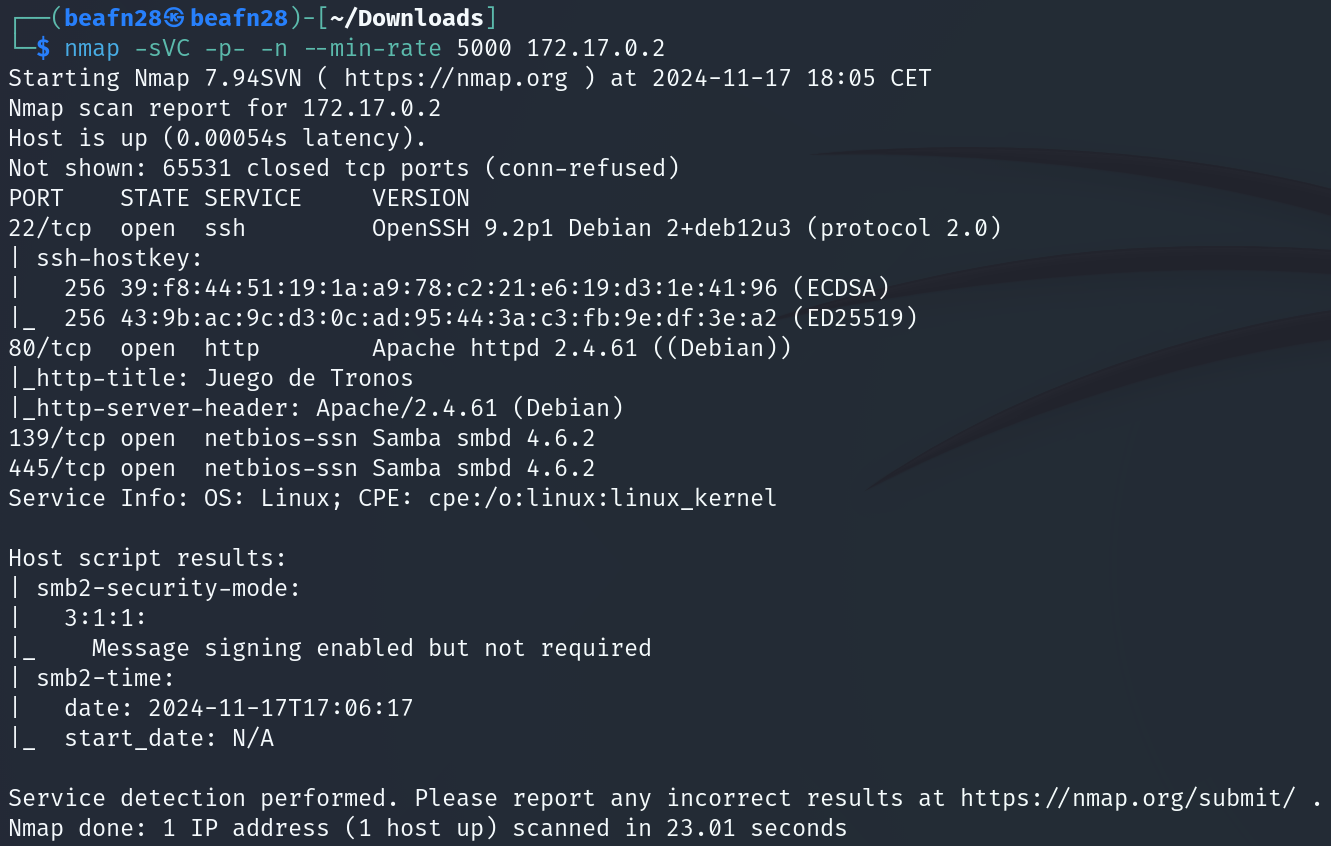 ┌──(beafn28㉿beafn28)-[~/Downloads]
└─$ nmap -sVC -p- -n --min-rate 5000 172.17.0.2
Starting Nmap 7.94SVN ( https://nmap.org ) at 2024-11-17 18:05 CET
Nmap scan report for 172.17.0.2
Host is up (0.00054s latency).
Not shown: 65531 closed tcp ports (conn-refused)
PORT    STATE SERVICE     VERSION
22/tcp  open  ssh         OpenSSH 9.2p1 Debian 2+deb12u3 (protocol 2.0)
| ssh-hostkey:
|   256 39:f8:44:51:19:1a:a9:78:c2:21:e6:19:d3:1e:41:96 (ECDSA)
|_  256 43:9b:ac:9c:d3:0c:ad:95:44:3a:c3:fb:9e:df:3e:a2 (ED25519)
80/tcp  open  http        Apache httpd 2.4.61 ((Debian))
|_http-title: Juego de Tronos
|_http-server-header: Apache/2.4.61 (Debian)
139/tcp open  netbios-ssn Samba smbd 4.6.2
445/tcp open  netbios-ssn Samba smbd 4.6.2
Service Info: OS: Linux; CPE: cpe:/o:linux:linux_kernel

Host script results:
| smb2-security-mode:
|   3:1:1:
|_    Message signing enabled but not required
| smb2-time:
|   date: 2024-11-17T17:06:17
|_  start_date: N/A

Service detection performed. Please report any incorrect results at https://nmap.org/submit/ .
Nmap done: 1 IP address (1 host up) scanned in 23.01 seconds